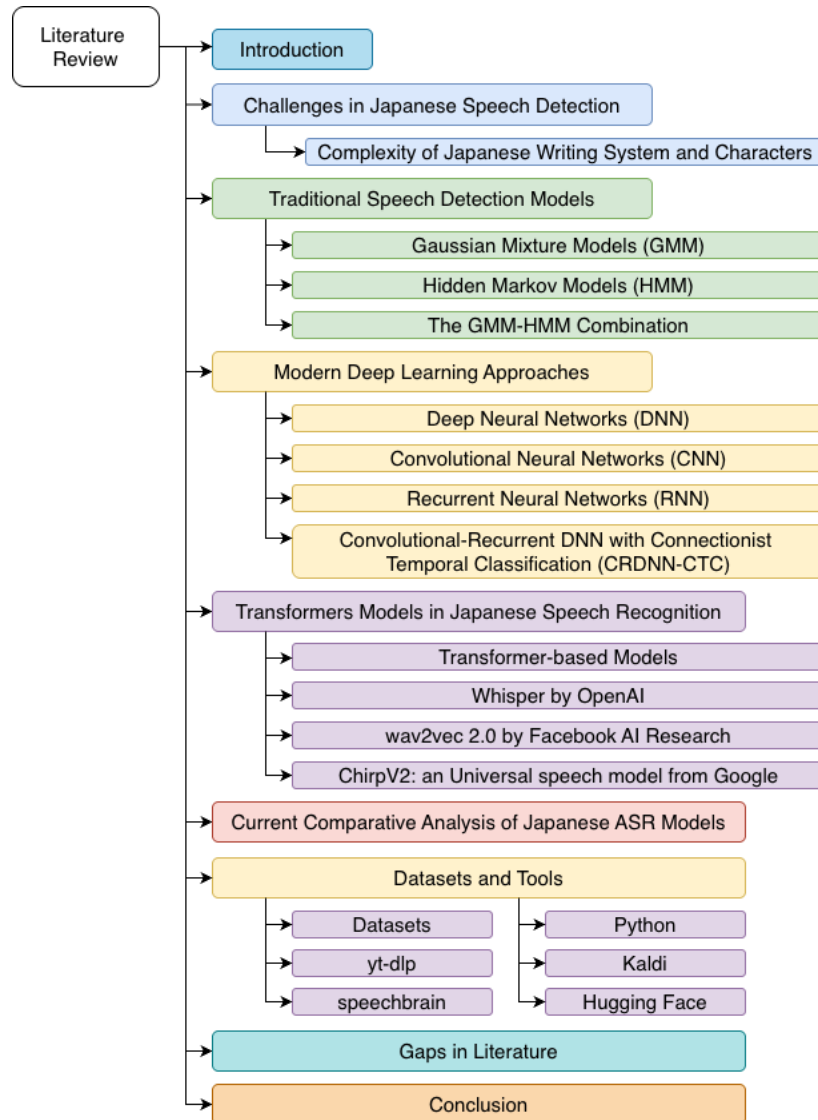 Literature
Review
Introduction
Challenges in Japanese Speech Detection
Complexity of Japanese Writing System and Characters
Traditional Speech Detection Models
Gaussian Mixture Models (GMM)
Hidden Markov Models (HMM)
The GMM-HMM Combination
Modern Deep Learning Approaches
Deep Neural Networks (DNN)
Convolutional Neural Networks (CNN)
Recurrent Neural Networks (RNN)
Convolutional-Recurrent DNN with Connectionist
Temporal Classification (CRDNN-CTC)
Transformers Models in Japanese Speech Recognition
Transformer-based Models
Whisper by OpenAI
wav2vec 2.0 by Facebook AI Research
ChirpV2: an Universal speech model from Google
Current Comparative Analysis of Japanese ASR Models
Datasets and Tools
Datasets
yt-dlp
speechbrain
Python
Kaldi
Hugging Face
Gaps in Literature
Conclusion